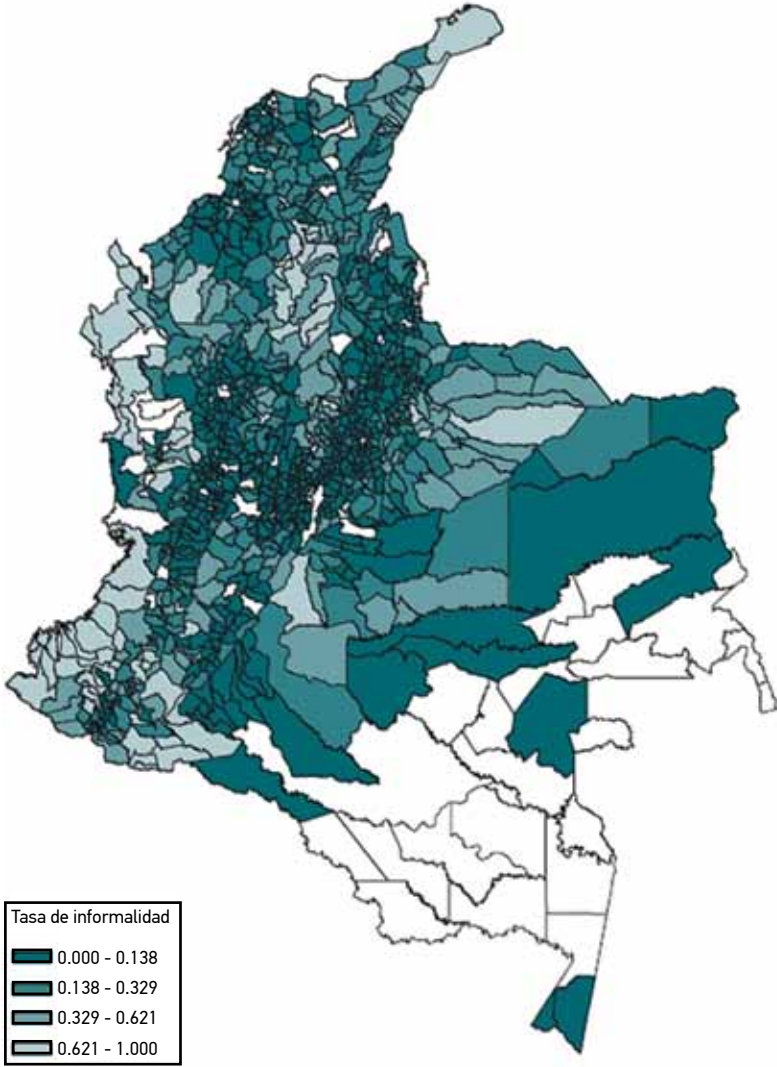 Tasa de informalidad
0.000 - 0.138
0.138 - 0.329
0.329 - 0.621
0.621 - 1.000